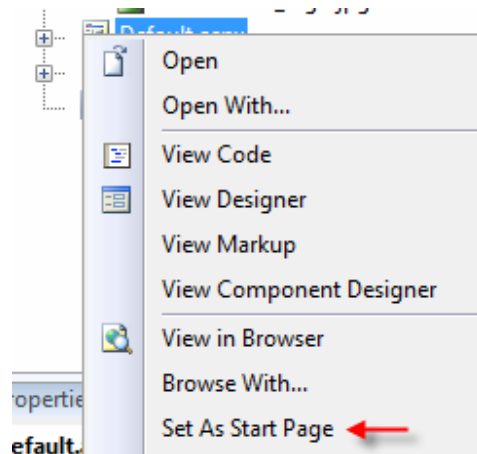 Open
Open With...
View Code
View Designer
View Markup
View Component Designer
View in Browser
Browse With...
Set As Start Page